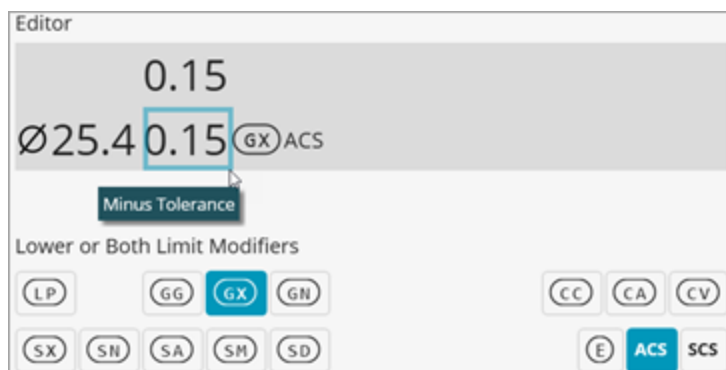 Editor
0.15
Ø25.4 0.15 GX ACS
Minus Tolerance
Lower or Both Limit Modifiers
LP GG GX GN CC CA CV
SX SN SA SM SD E ACS SCS